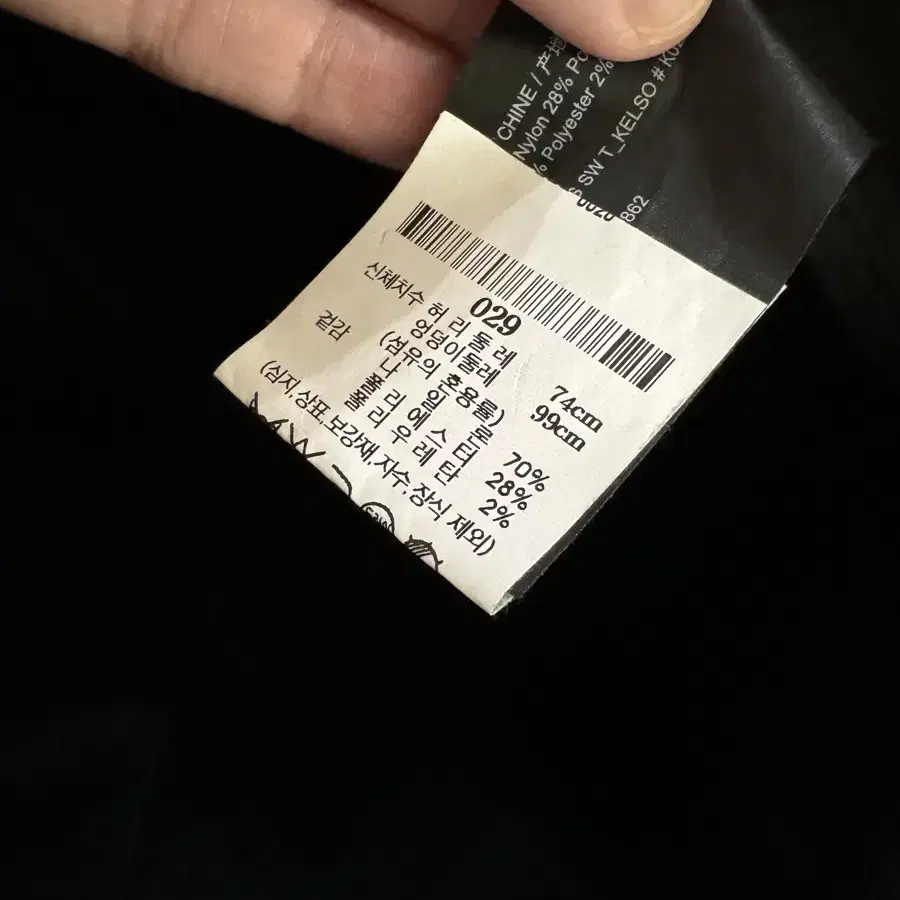 CHINE / 产地
Nylon 28% Po
% Polyester 2%
SW T_KELSO #
862
029
신체치수 허리둘레 74cm
엉덩이둘레 99cm
(섬유의 혼용률)
겉감 나일론 70%
폴리에스터 28%
폴리우레탄 2%
(심지,상표,보강재,자수,장식 제외)